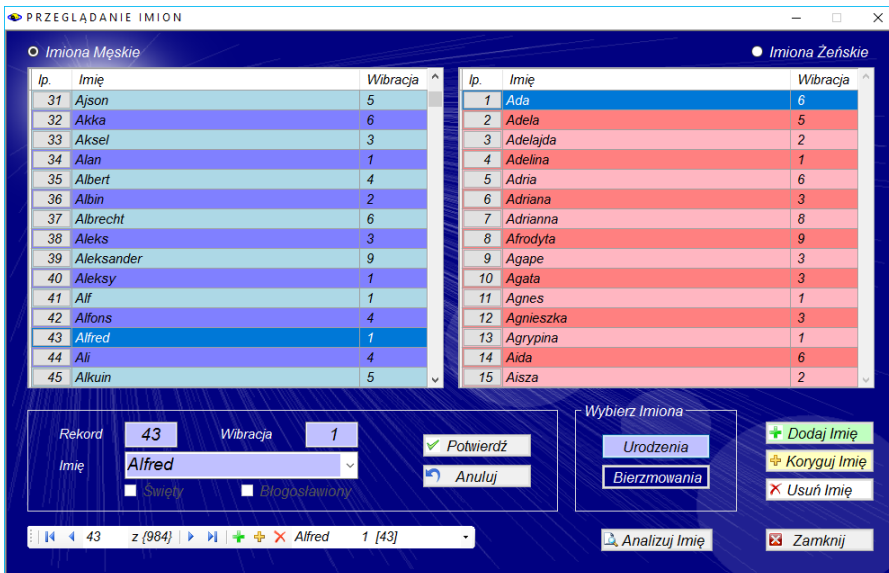 PRZEGLĄDANIE IMION
Imiona Męskie
Imiona Żeńskie
lp. Imię Wibracja
31 Ajson 5
32 Akka 6
33 Aksel 3
34 Alan 1
35 Albert 4
36 Albin 2
37 Albrecht 6
38 Aleks 3
39 Aleksander 9
40 Aleksy 1
41 Alf 1
42 Alfons 4
43 Alfred 1
44 Ali 4
45 Alkuin 5
lp. Imię Wibracja
1 Ada 6
2 Adela 5
3 Adelajda 2
4 Adelina 1
5 Adria 6
6 Adriana 3
7 Adrianna 8
8 Afrodyta 9
9 Agape 3
10 Agata 3
11 Agnes 1
12 Agnieszka 3
13 Agrypina 1
14 Aida 6
15 Aisza 2
Rekord 43 Wibracja 1
Imię Alfred
Święty Błogosławiony
Potwierdź
Anuluj
Wybierz Imiona
Urodzenia
Bierzmowania
Dodaj Imię
Koryguj Imię
Usuń Imię
43 z {984} Alfred 1 [43]
Analizuj Imię
Zamknij